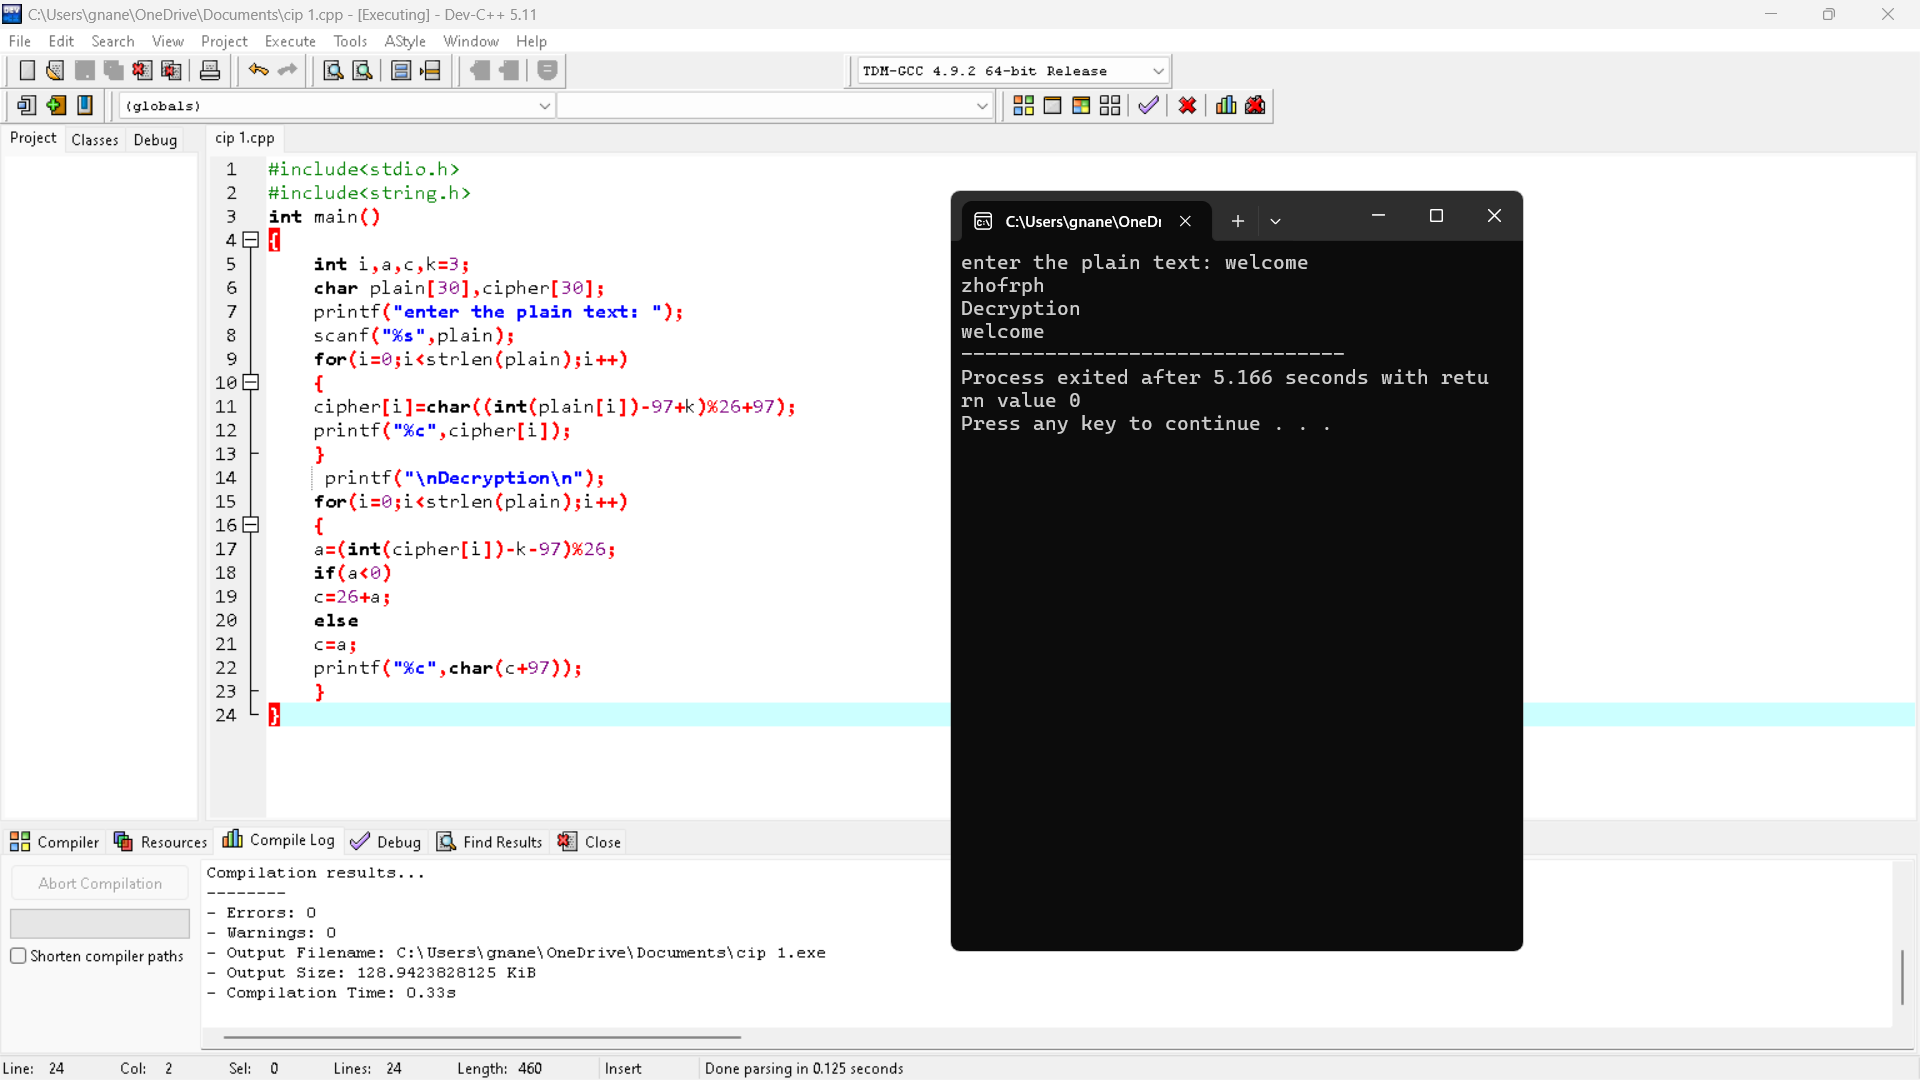 C:\Users\gnane\OneDrive\Documents\cip 1.cpp - [Executing] - Dev-C++ 5.11
File Edit Search View Project Execute Tools AStyle Window Help
TDM-GCC 4.9.2 64-bit Release
(globals)
Project Classes Debug
cip 1.cpp
1 #include<stdio.h>
2 #include<string.h>
3 int main()
4 {
5 int i,a,c,k=3;
6 char plain[30],cipher[30];
7 printf("enter the plain text: ");
8 scanf("%s",plain);
9 for(i=0;i<strlen(plain);i++)
10 {
11 cipher[i]=char((int(plain[i])-97+k)%26+97);
12 printf("%c",cipher[i]);
13 }
14 printf("\nDecryption\n");
15 for(i=0;i<strlen(plain);i++)
16 {
17 a=(int(cipher[i])-k-97)%26;
18 if(a<0)
19 c=26+a;
20 else
21 c=a;
22 printf("%c",char(c+97));
23 }
24 }
C:\Users\gnane\OneDr
enter the plain text: welcome
zhofrph
Decryption
welcome
--------------------------------
Process exited after 5.166 seconds with retu
rn value 0
Press any key to continue . . .
Compiler Resources Compile Log Debug Find Results Close
Abort Compilation
Shorten compiler paths
Compilation results...
--------
- Errors: 0
- Warnings: 0
- Output Filename: C:\Users\gnane\OneDrive\Documents\cip 1.exe
- Output Size: 128.9423828125 KiB
- Compilation Time: 0.33s
Line: 24 Col: 2 Sel: 0 Lines: 24 Length: 460 Insert Done parsing in 0.125 seconds